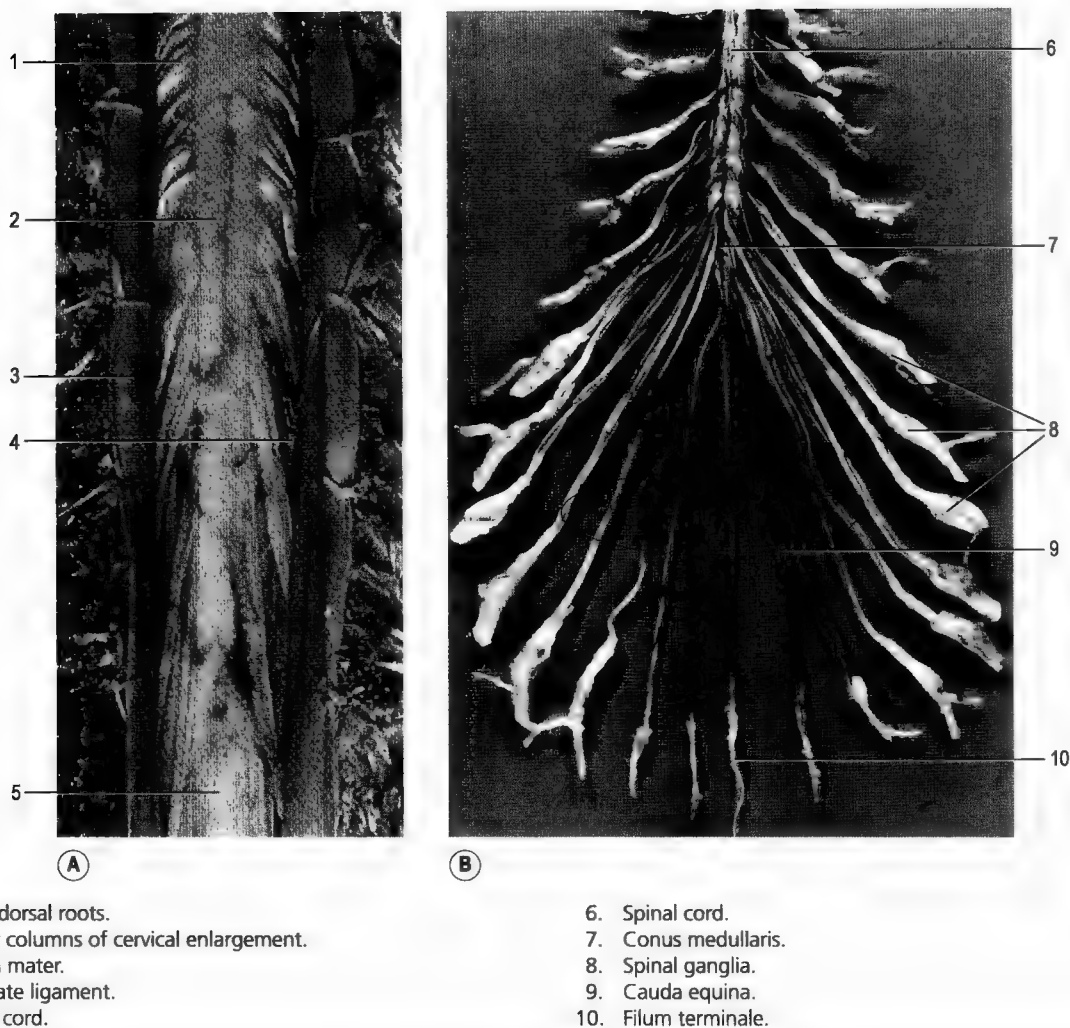 1
2
3
4
5
A
6
7
8
9
10
B
dorsal roots.
columns of cervical enlargement.
mater.
ate ligament.
cord.
6. Spinal cord.
7. Conus medullaris.
8. Spinal ganglia.
9. Cauda equina.
10. Filum terminale.